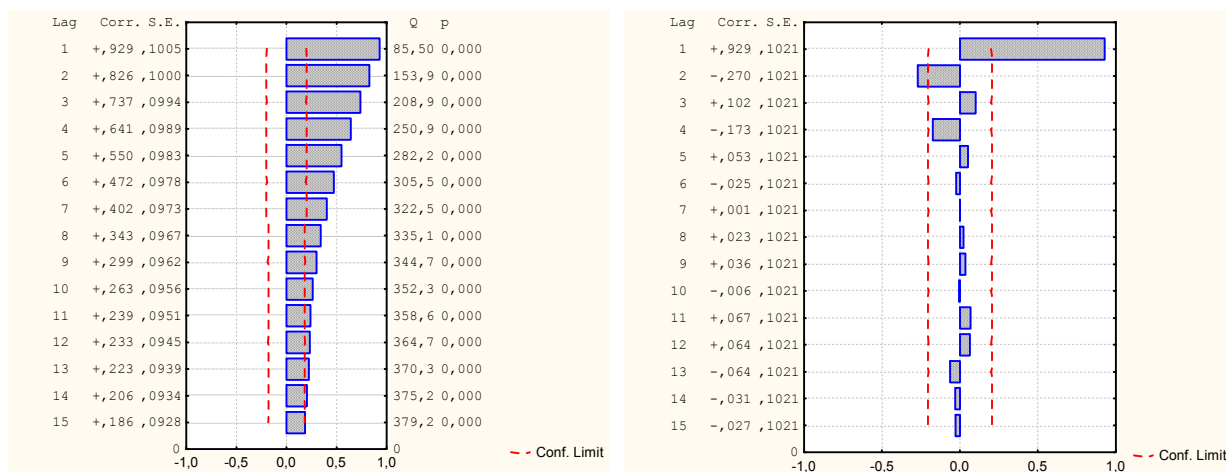 Lag Corr. S.E. Q p
1 +,929 ,1005 85,50 0,000
2 +,826 ,1000 153,9 0,000
3 +,737 ,0994 208,9 0,000
4 +,641 ,0989 250,9 0,000
5 +,550 ,0983 282,2 0,000
6 +,472 ,0978 305,5 0,000
7 +,402 ,0973 322,5 0,000
8 +,343 ,0967 335,1 0,000
9 +,299 ,0962 344,7 0,000
10 +,263 ,0956 352,3 0,000
11 +,239 ,0951 358,6 0,000
12 +,233 ,0945 364,7 0,000
13 +,223 ,0939 370,3 0,000
14 +,206 ,0934 375,2 0,000
15 +,186 ,0928 379,2 0,000
0 0
-1,0 -0,5 0,0 0,5 1,0
Conf. Limit
Lag Corr. S.E.
1 +,929 ,1021
2 -,270 ,1021
3 +,102 ,1021
4 -,173 ,1021
5 +,053 ,1021
6 -,025 ,1021
7 +,001 ,1021
8 +,023 ,1021
9 +,036 ,1021
10 -,006 ,1021
11 +,067 ,1021
12 +,064 ,1021
13 -,064 ,1021
14 -,031 ,1021
15 -,027 ,1021
0
-1,0 -0,5 0,0 0,5 1,0
Conf. Limit